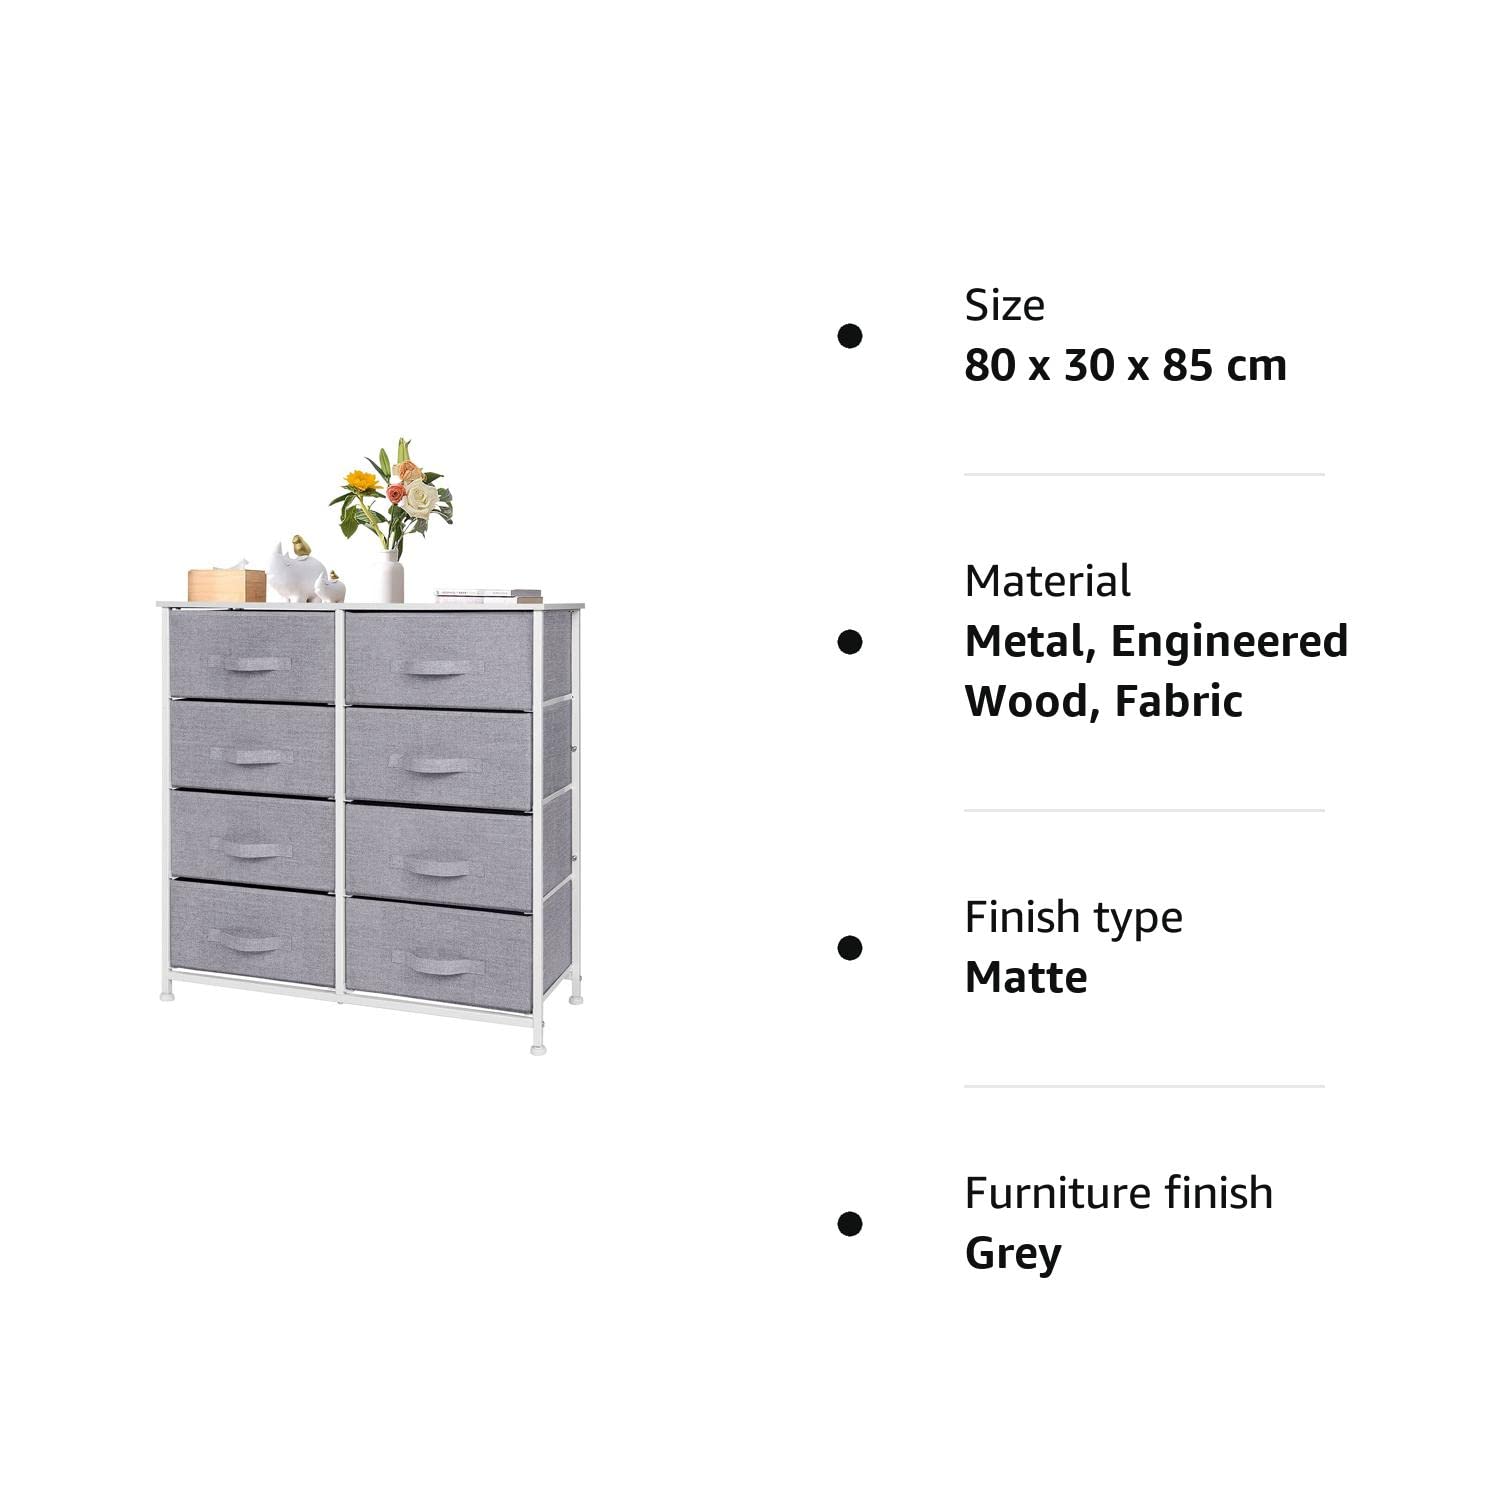 Size
80 x 30 x 85 cm
Material
Metal, Engineered
Wood, Fabric
Finish type
Matte
Furniture finish
Grey